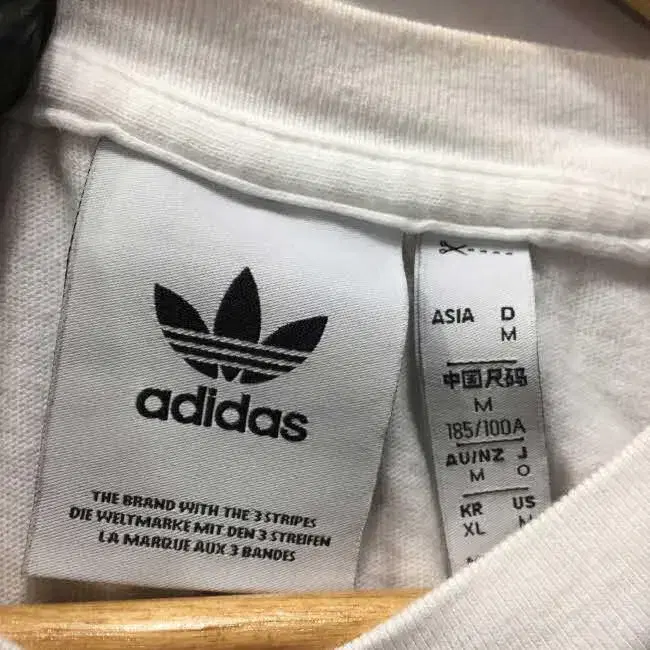 adidas
THE BRAND WITH THE 3 STRIPES
DIE WELTMARKE MIT DEN 3 STREIFEN
LA MARQUE AUX 3 BANDES
ASIA D
M
中国尺码
M
185/100A
AU/NZ J
M O
KR US
XL M